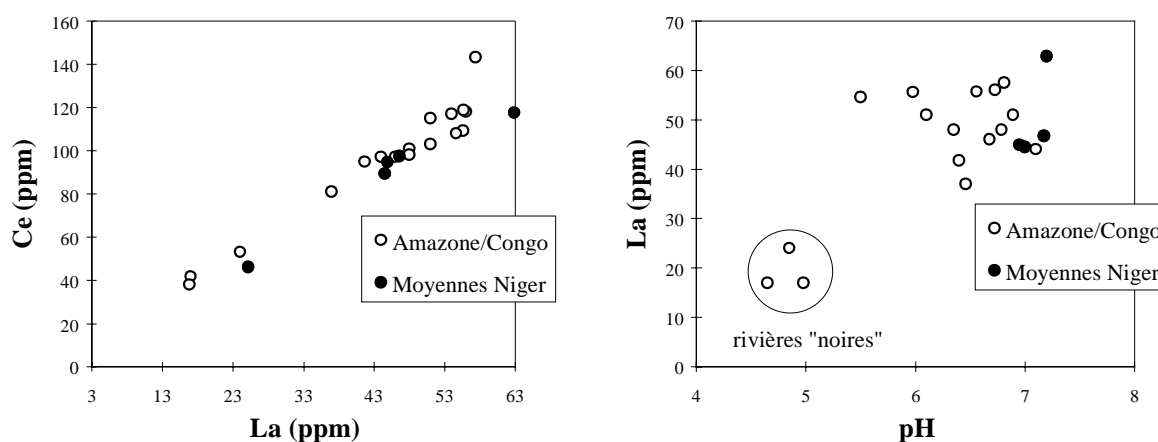 160
140
120
100
80
60
40
20
0
Ce (ppm)
3 13 23 33 43 53 63
La (ppm)
Amazone/Congo
Moyennes Niger
70
60
50
40
30
20
10
0
La (ppm)
4 5 6 7 8
pH
Amazone/Congo
Moyennes Niger
rivières "noires"